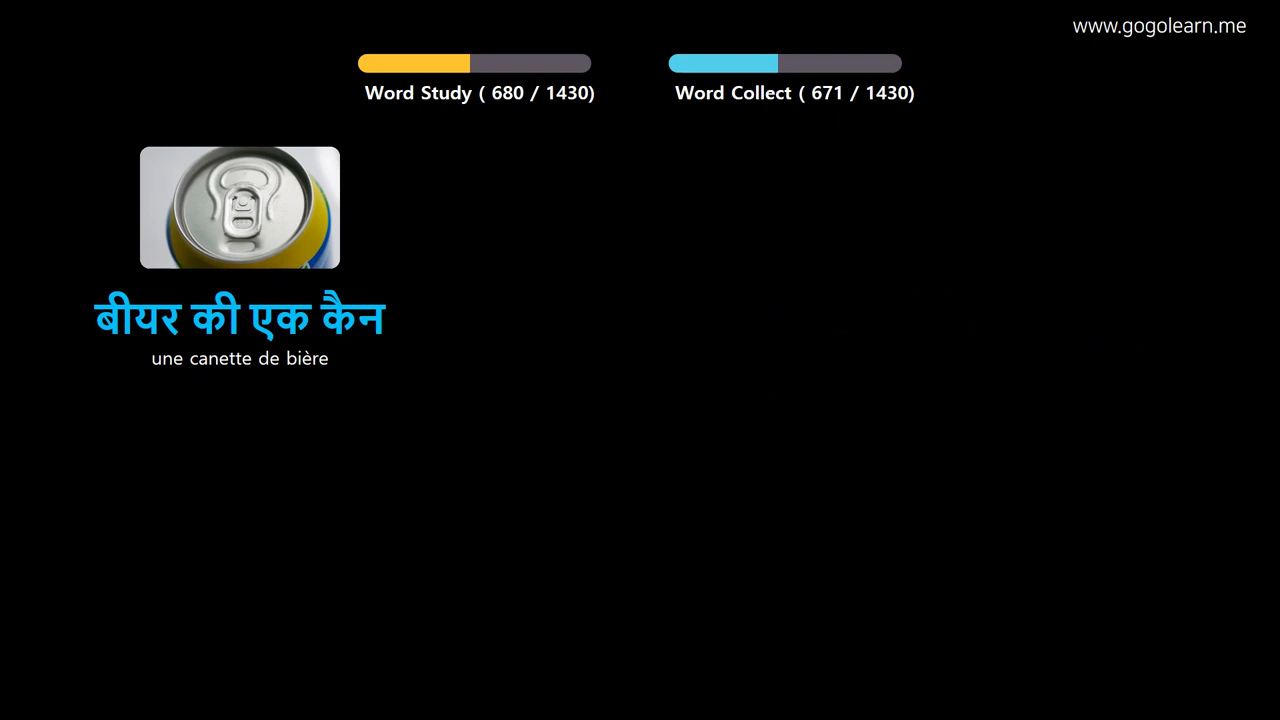 www.gogolearn.me
Word Study ( 680 / 1430)
Word Collect ( 671 / 1430)
बीयर की एक कैन
une canette de bière